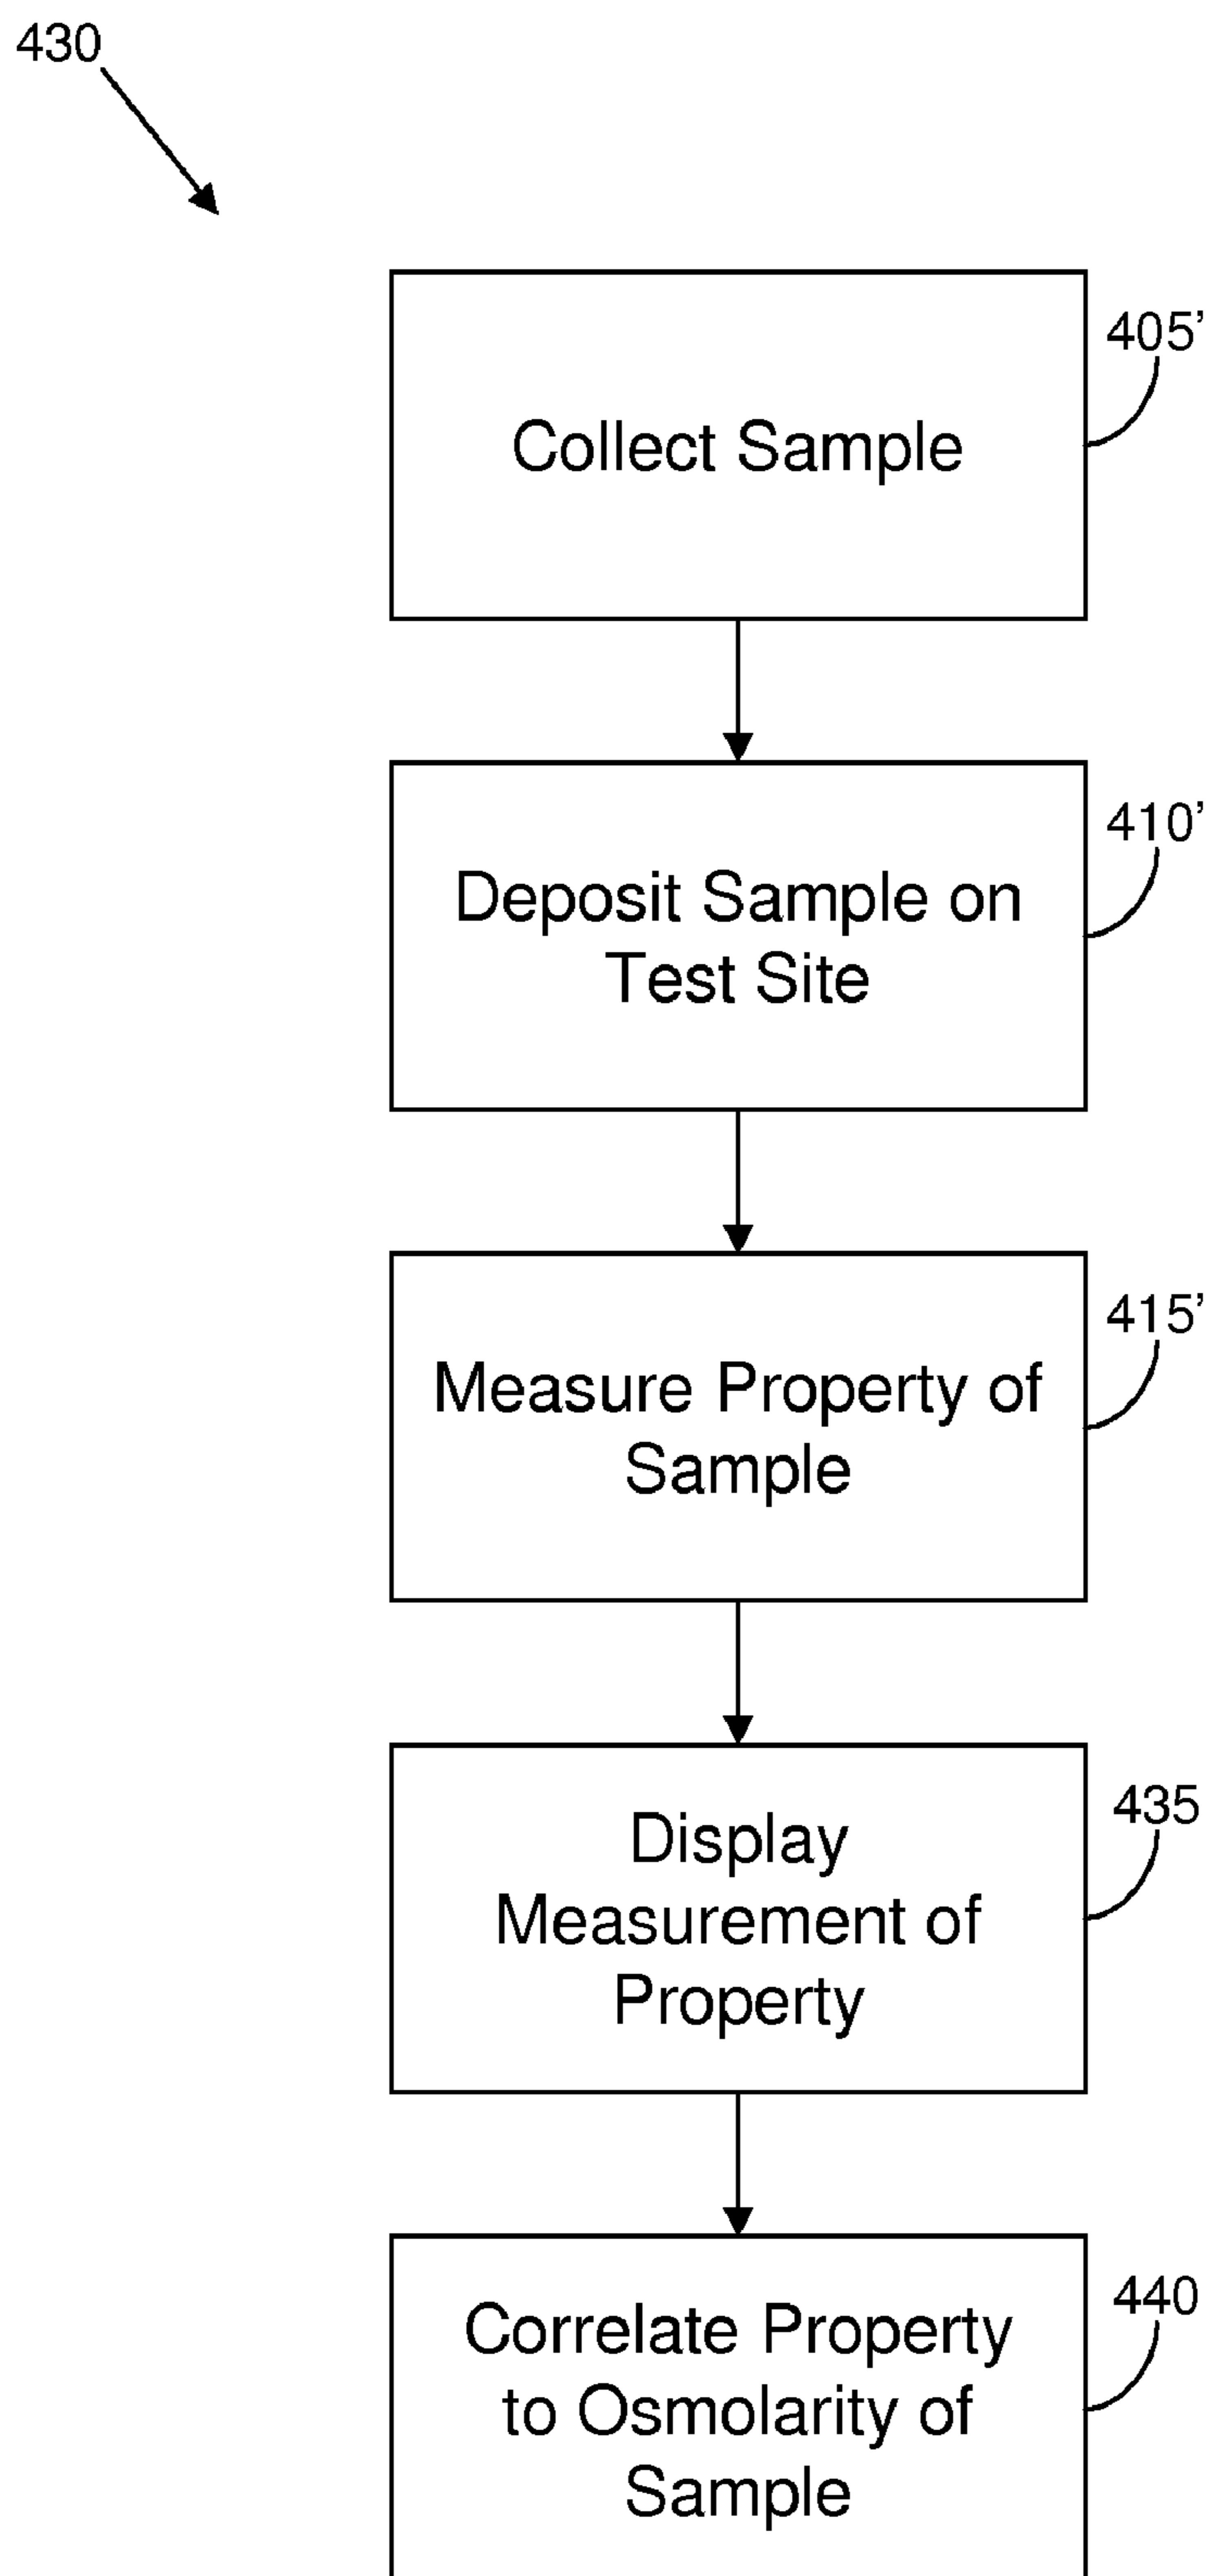 430
405’
Collect Sample
410’
Deposit Sample on
Test Site
415’
Measure Property of
Sample
435
Display
Measurement of
Property
440
Correlate Property
to Osmolarity of
Sample